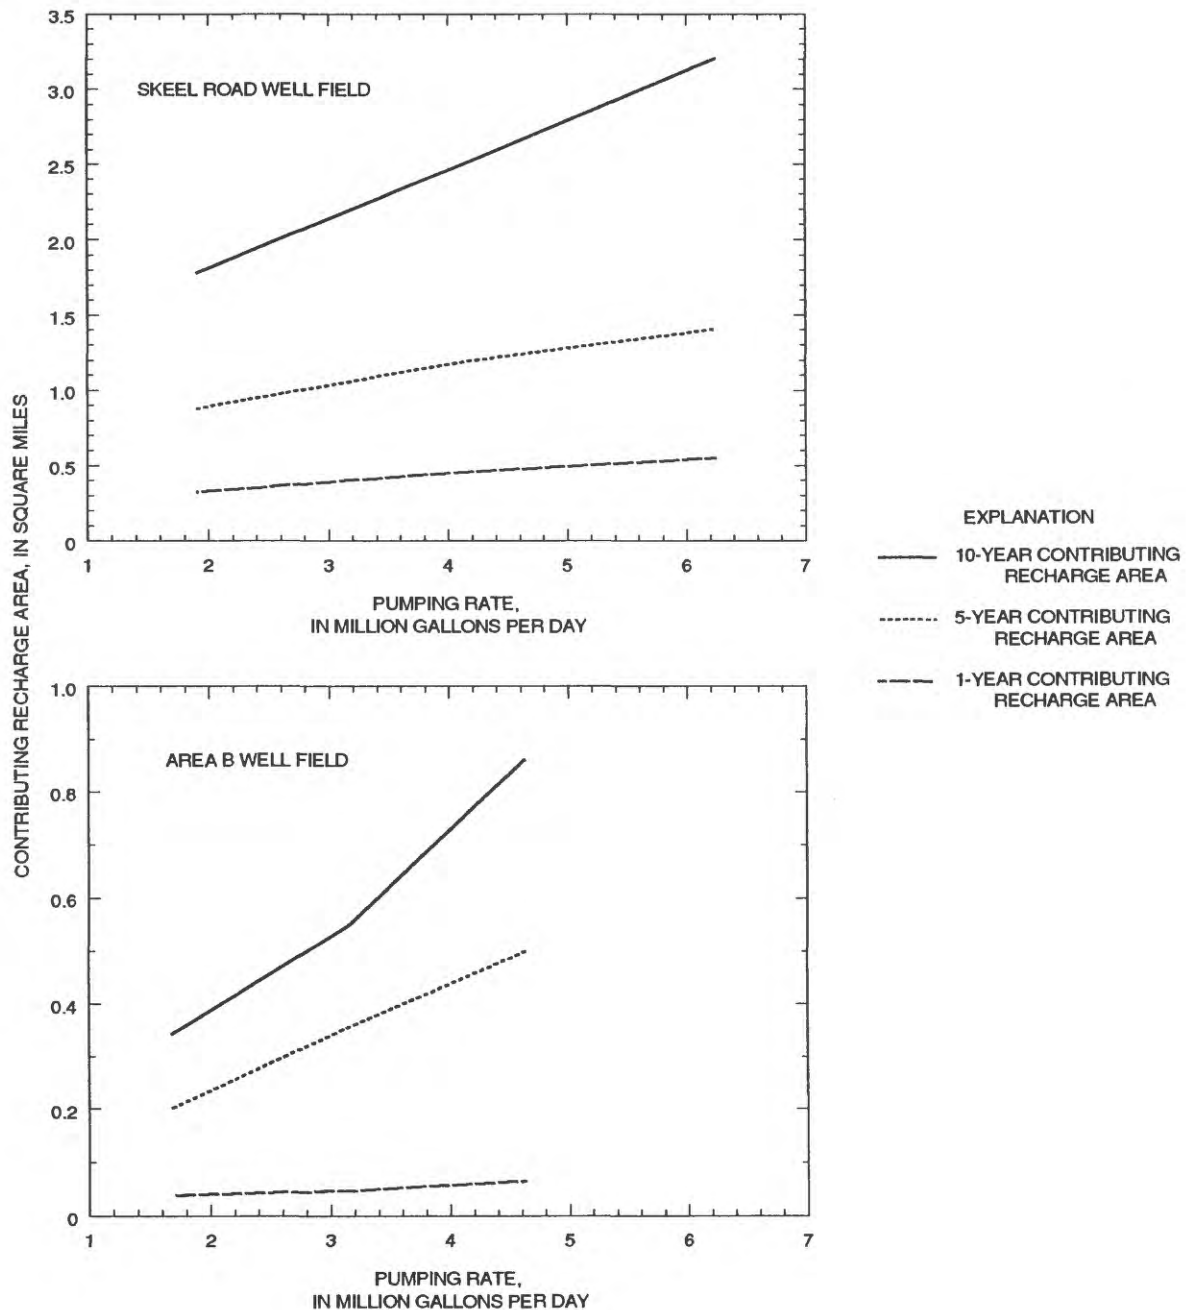 CONTRIBUTING RECHARGE AREA, IN SQUARE MILES
3.5
3.0
2.5
2.0
1.5
1.0
0.5
0
SKEEL ROAD WELL FIELD
1 2 3 4 5 6 7
PUMPING RATE,
IN MILLION GALLONS PER DAY
1.0
0.8
0.6
0.4
0.2
0
AREA B WELL FIELD
1 2 3 4 5 6 7
PUMPING RATE,
IN MILLION GALLONS PER DAY
EXPLANATION
10-YEAR CONTRIBUTING
RECHARGE AREA
5-YEAR CONTRIBUTING
RECHARGE AREA
1-YEAR CONTRIBUTING
RECHARGE AREA